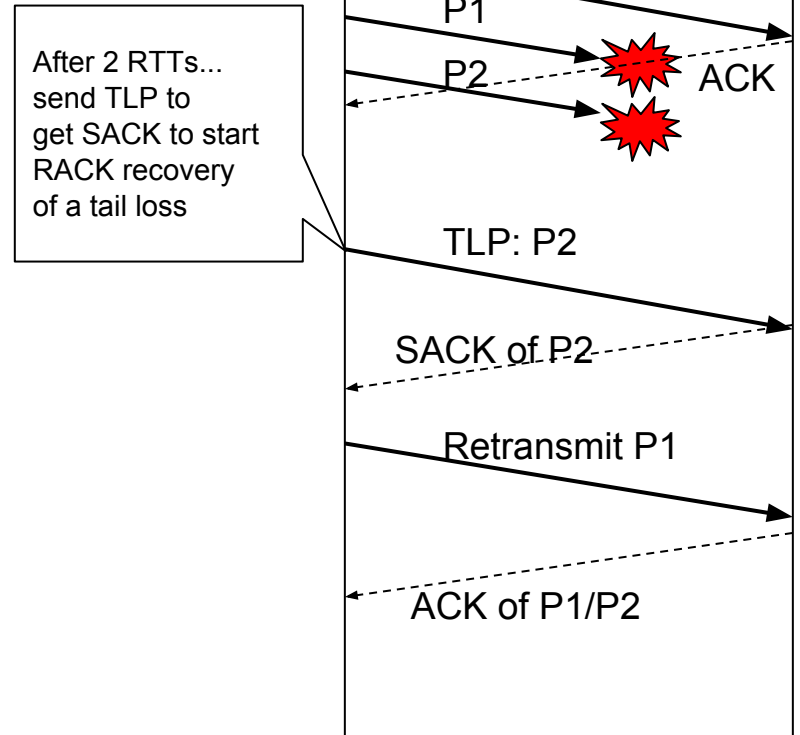 P1
After 2 RTTs...
send TLP to
get SACK to start
RACK recovery
of a tail loss
P2
ACK
TLP: P2
SACK of P2
Retransmit P1
ACK of P1/P2